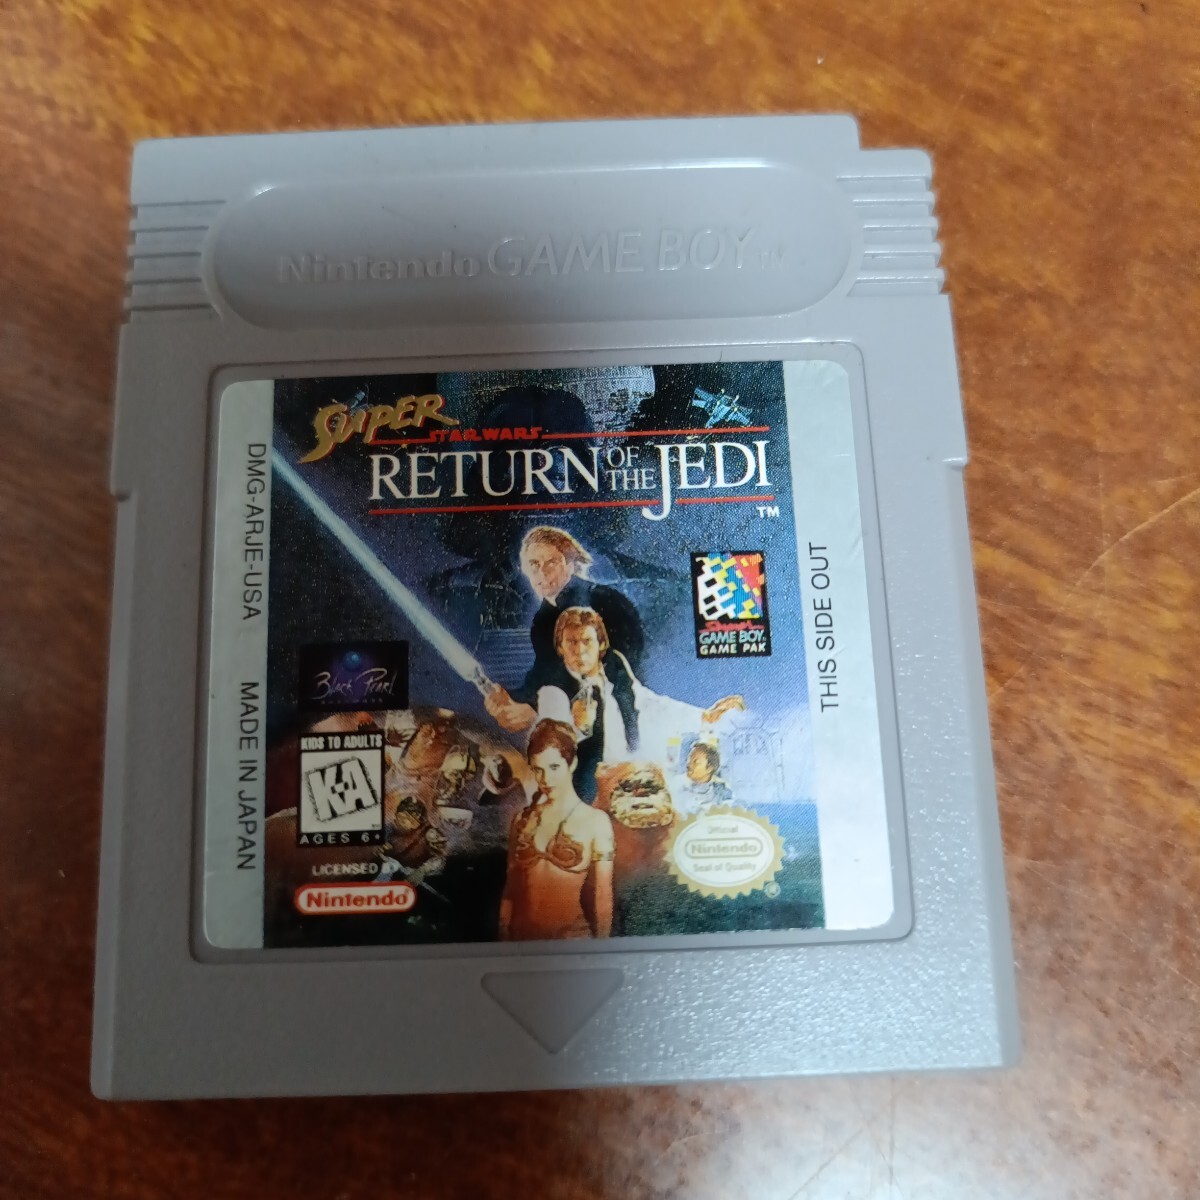 Nintendo GAME BOY TM
SUPER
STAR WARS
RETURN OF THE JEDI
TM
DMG-ARJE-USA MADE IN JAPAN
THIS SIDE OUT
Super
GAME BOY
GAME PAK
Black Pearl
SOFTWARE
KIDS TO ADULTS
K-A
AGES 6+
LICENSED BY
Nintendo
Official
Nintendo
Seal of Quality
®